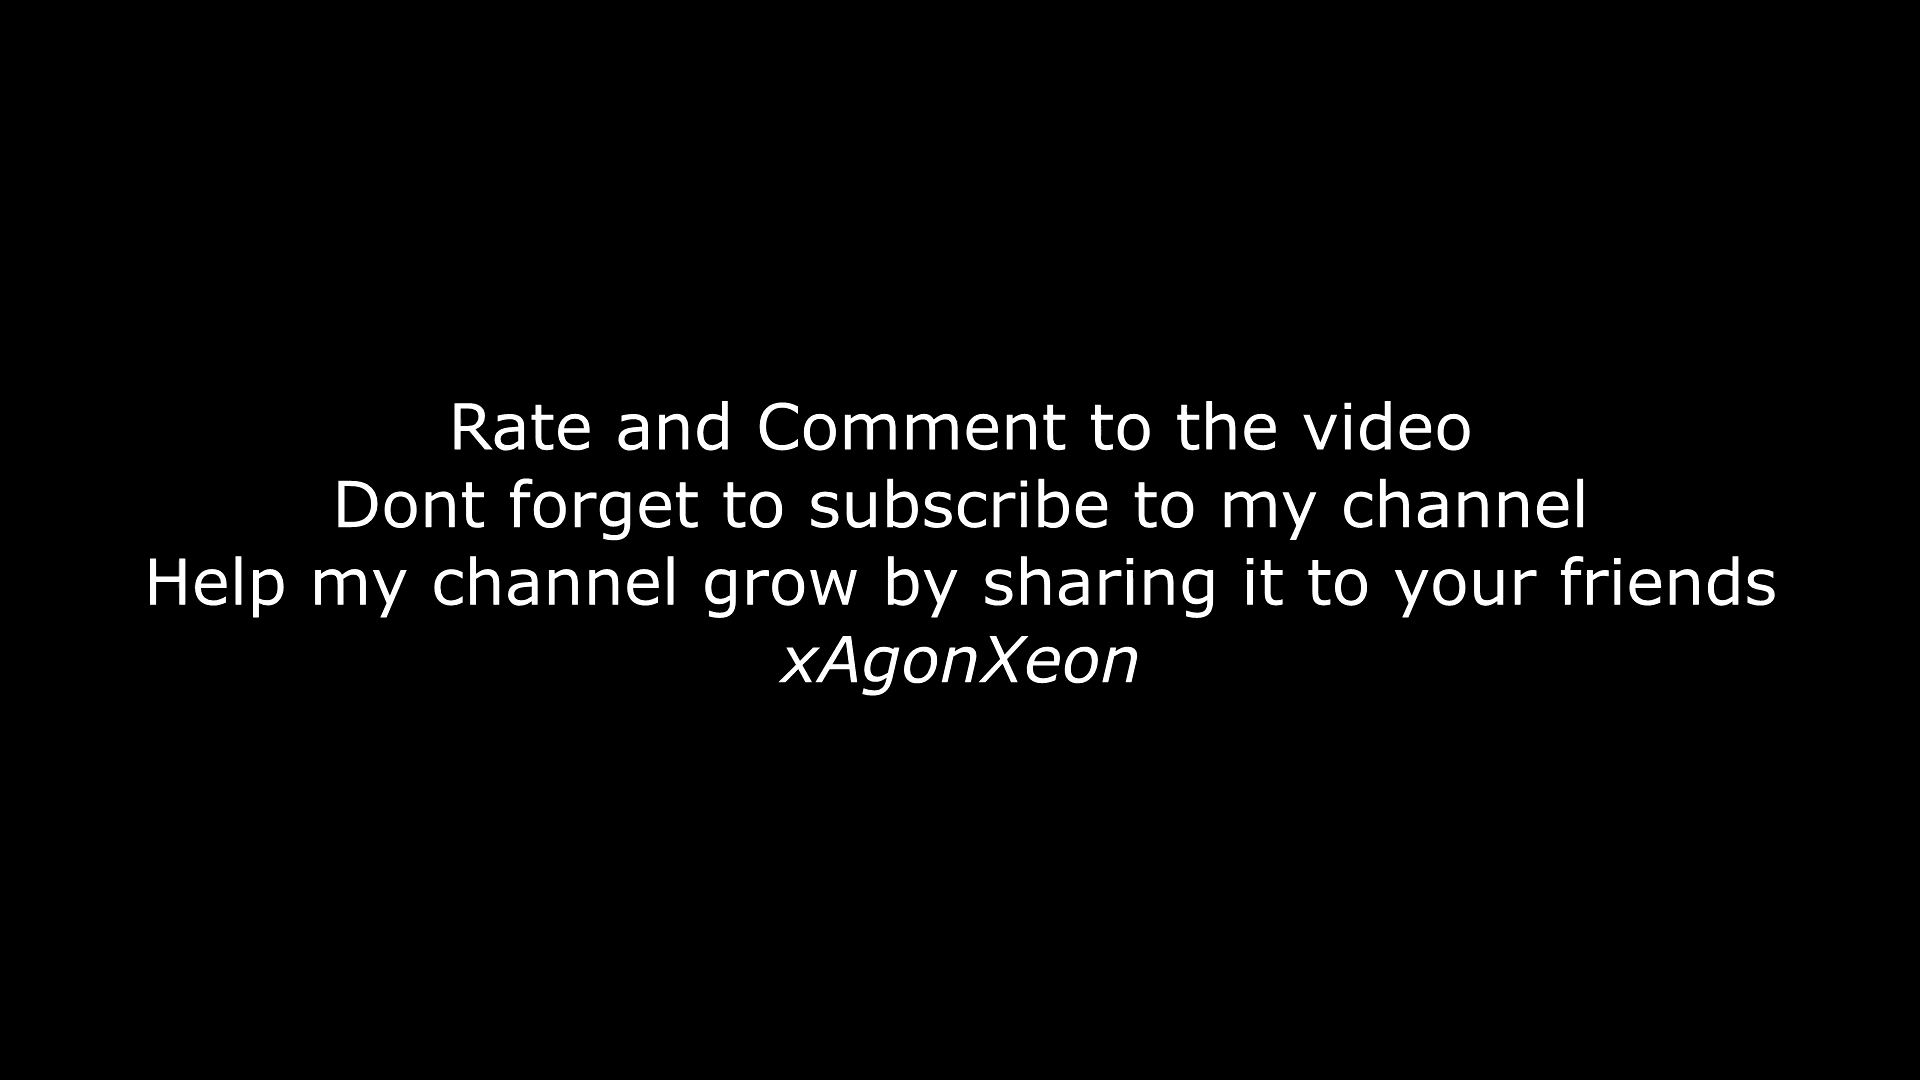 Rate and Comment to the video
Dont forget to subscribe to my channel
Help my channel grow by sharing it to your friends
xAgonXeon